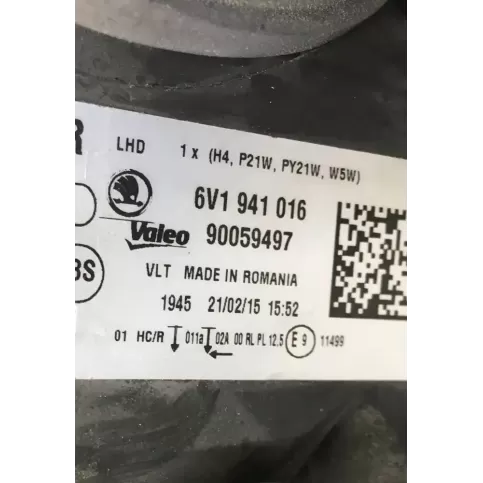 R LHD 1 x (H4, P21W, PY21W, W5W)
6V1 941 016
Valeo 90059497
BS VLT MADE IN ROMANIA
1945 21/02/15 15:52
01 HC/R 011a 02A 00 RL PL 12.5 E 9 11499